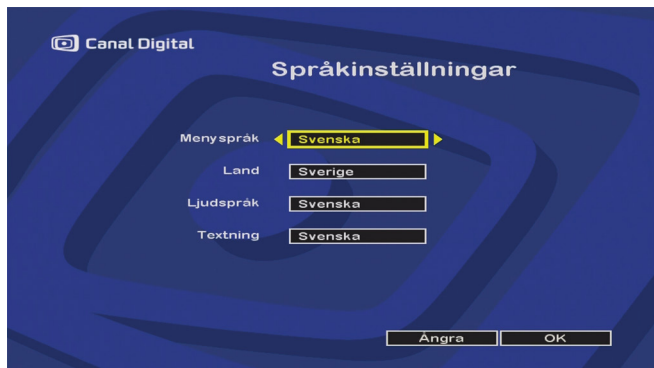 Canal Digital
Språkinställningar
Menyspråk Svenska
Land Sverige
Ljudspråk Svenska
Textning Svenska
Ångra OK